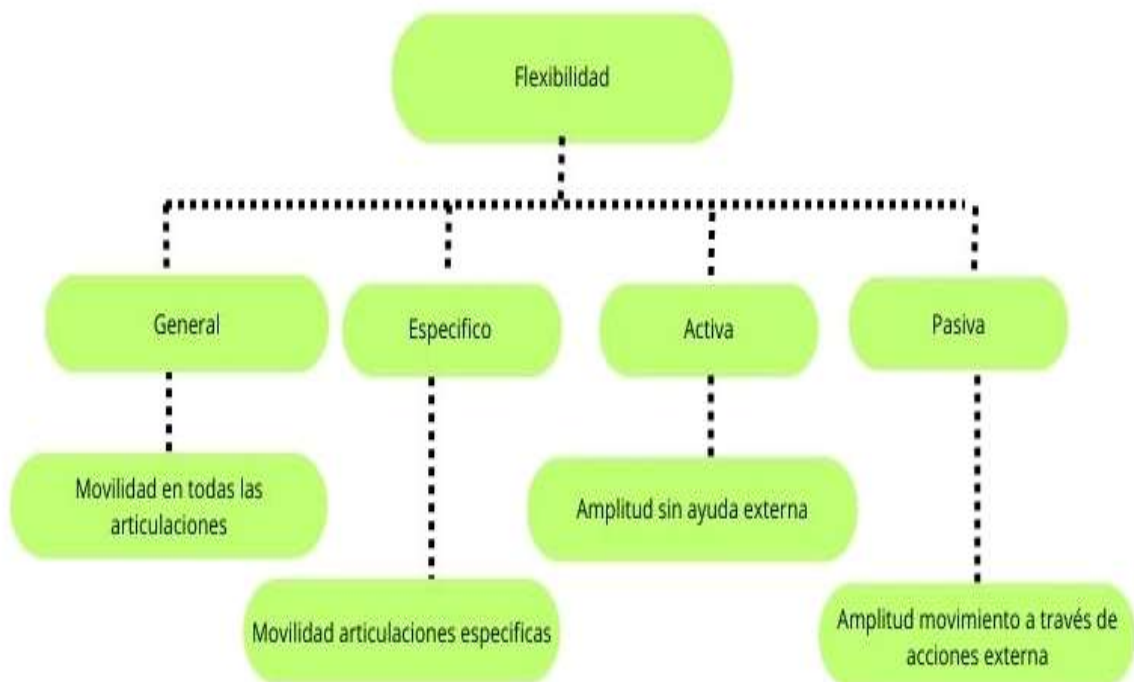 Flexibilidad
General
Especifico
Activa
Pasiva
Movilidad en todas las
articulaciones
Amplitud sin ayuda externa
Movilidad articulaciones especificas
Amplitud movimiento a través de
acciones externa